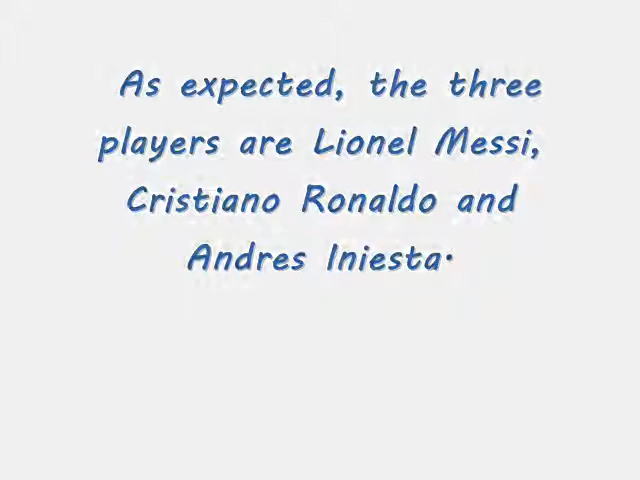 As expected, the three
players are Lionel Messi,
Cristiano Ronaldo and
Andres Iniesta.